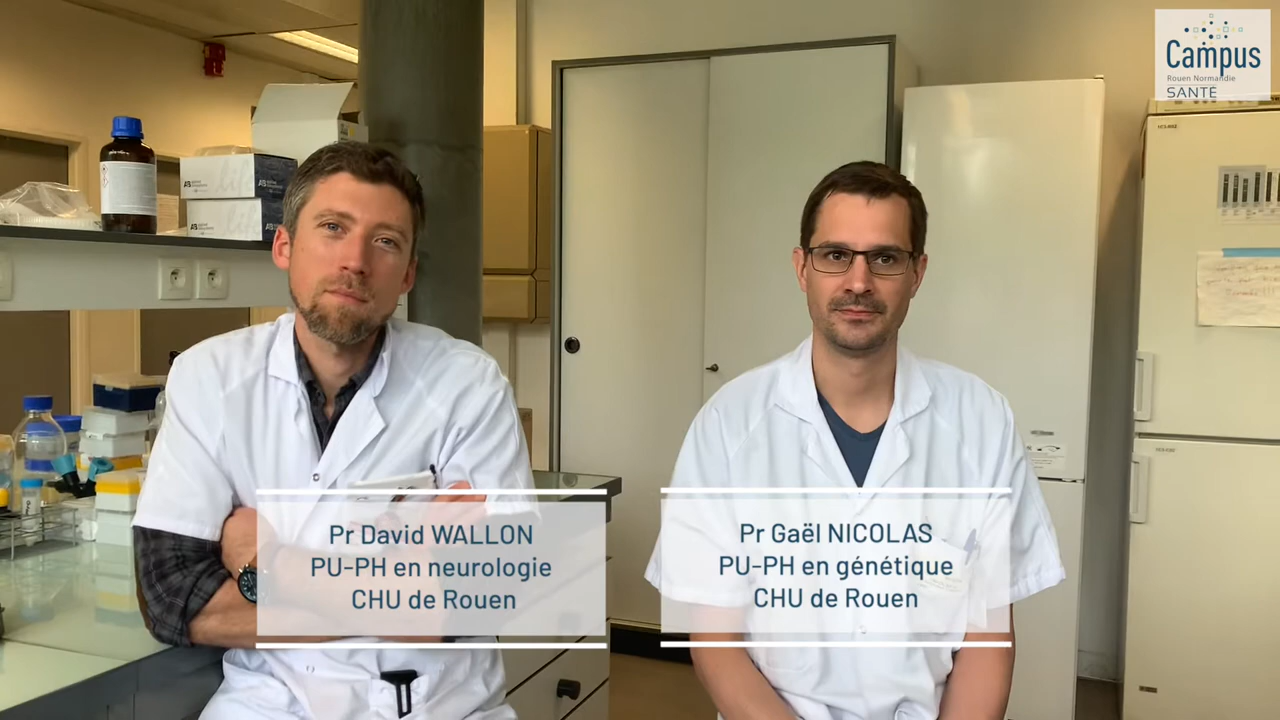 Campus
Rouen Normandie
SANTÉ
Pr David WALLON
PU-PH en neurologie
CHU de Rouen
Pr Gaël NICOLAS
PU-PH en génétique
CHU de Rouen